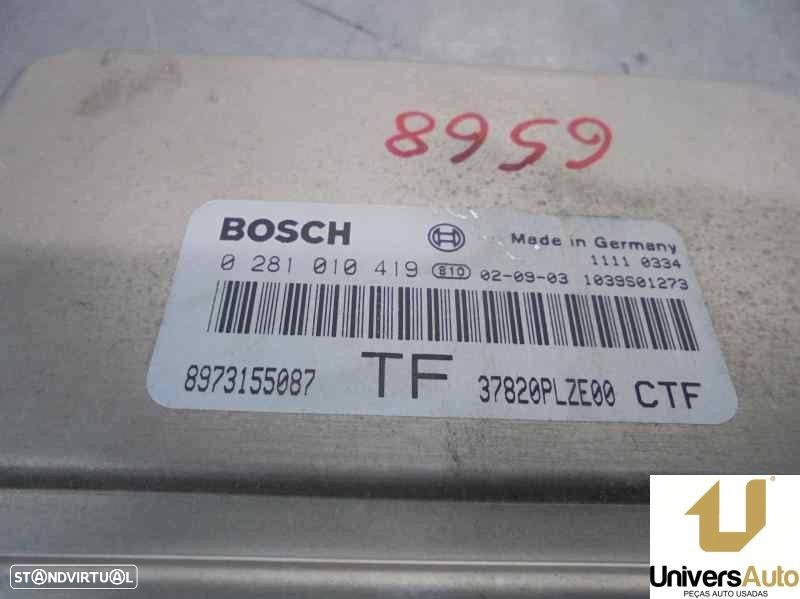 8959
BOSCH
Made in Germany
1111 0334
0 281 010 419 810 02-09-03 1039S01273
8973155087 TF 37820PLZE00 CTF
STANDVIRTUAL
UniversAuto
PEÇAS AUTO USADAS